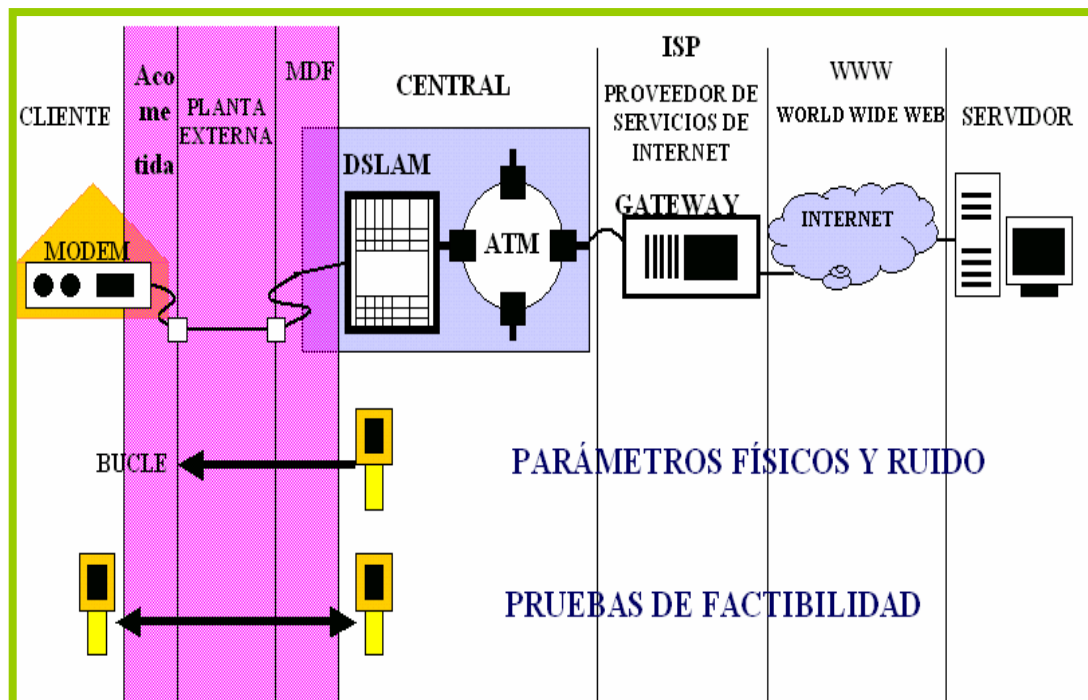 ISP
Aco
me
tida
MDF
WWW
CENTRAL
CLIENTE
PLANTA
EXTERNA
PROVEEDOR DE
SERVICIOS DE
INTERNET
WORLD WIDE WEB
SERVIDOR
DSLAM
GATEWAY
INTERNET
MODEM
ATM
BUCLE
PARÁMETROS FÍSICOS Y RUIDO
PRUEBAS DE FACTIBILIDAD